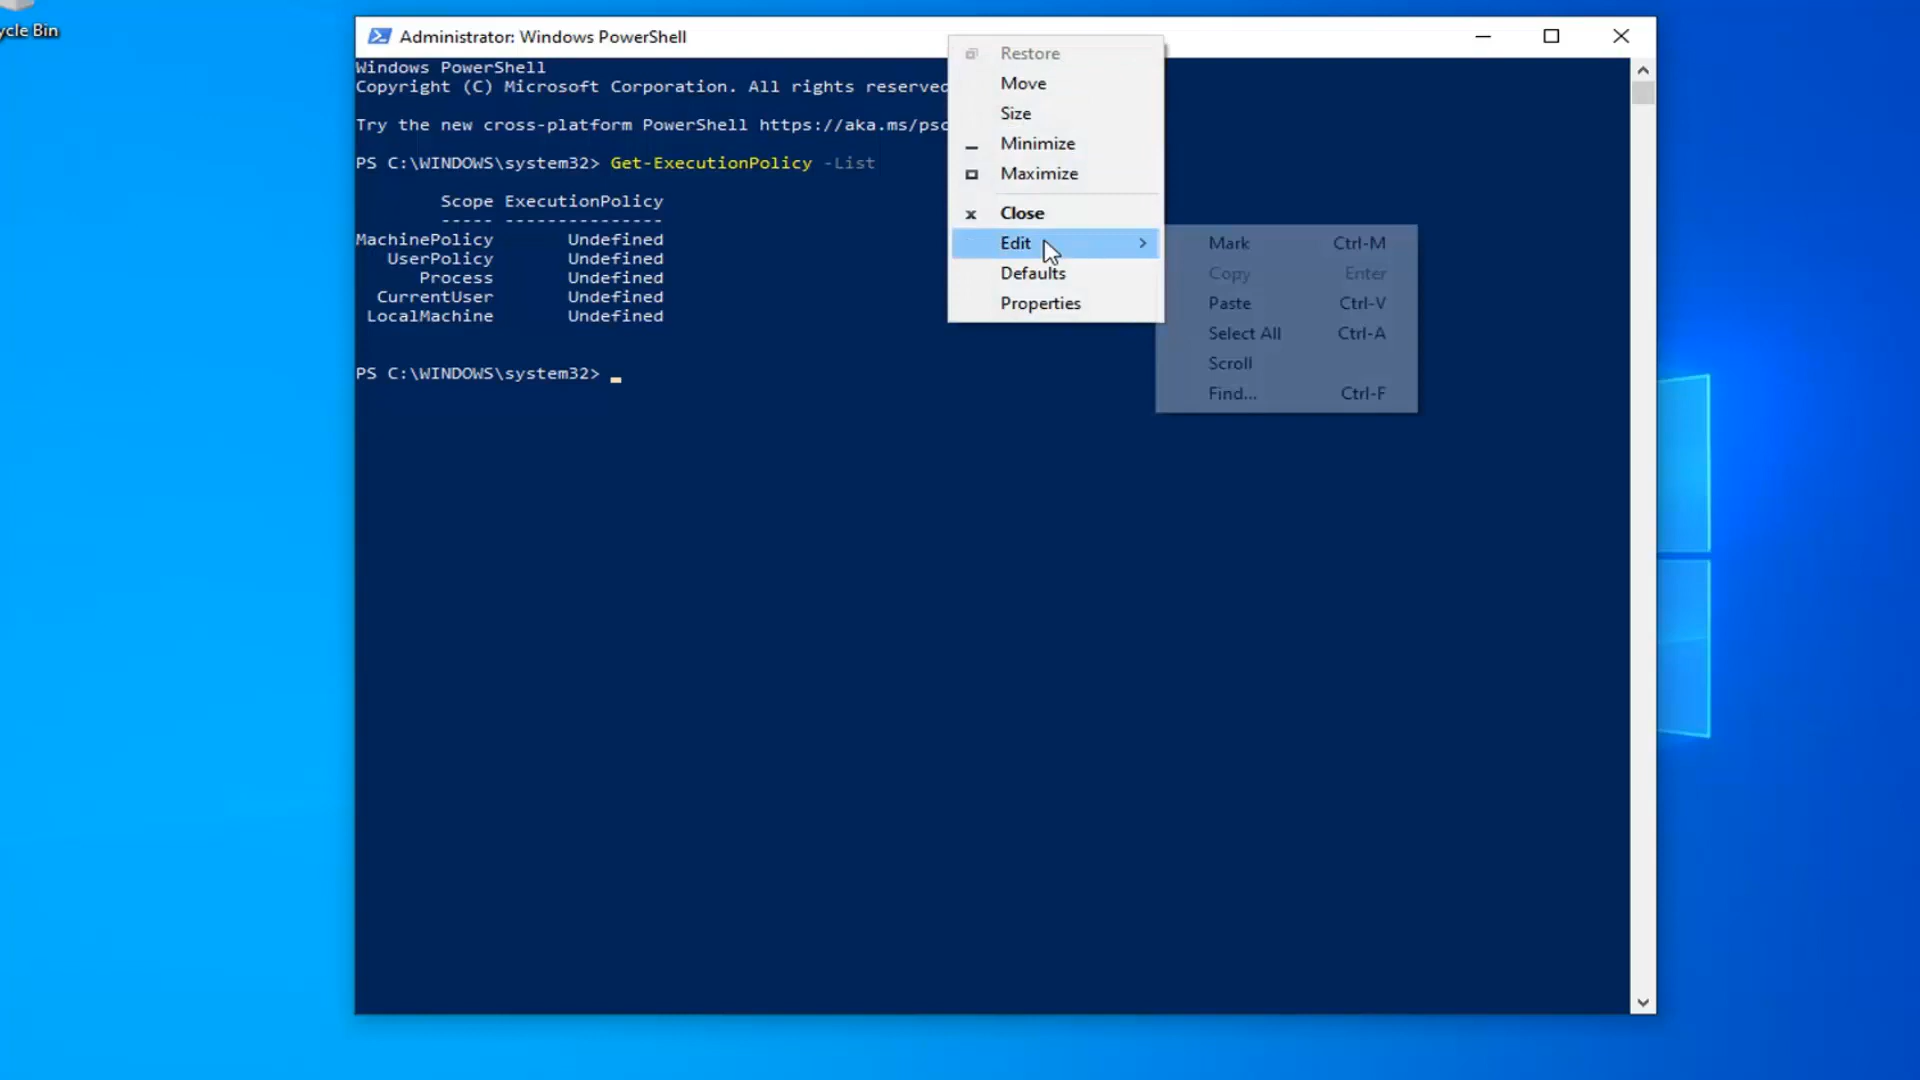 ycle Bin
Administrator: Windows PowerShell
Windows PowerShell
Copyright (C) Microsoft Corporation. All rights reserved
Try the new cross-platform PowerShell https://aka.ms/psc
PS C:\WINDOWS\system32> Get-ExecutionPolicy -List
Scope ExecutionPolicy
----- ---------------
MachinePolicy Undefined
UserPolicy Undefined
Process Undefined
CurrentUser Undefined
LocalMachine Undefined
PS C:\WINDOWS\system32>
Restore
Move
Size
Minimize
Maximize
Close
Edit
Defaults
Properties
Mark Ctrl-M
Copy Enter
Paste Ctrl-V
Select All Ctrl-A
Scroll
Find... Ctrl-F